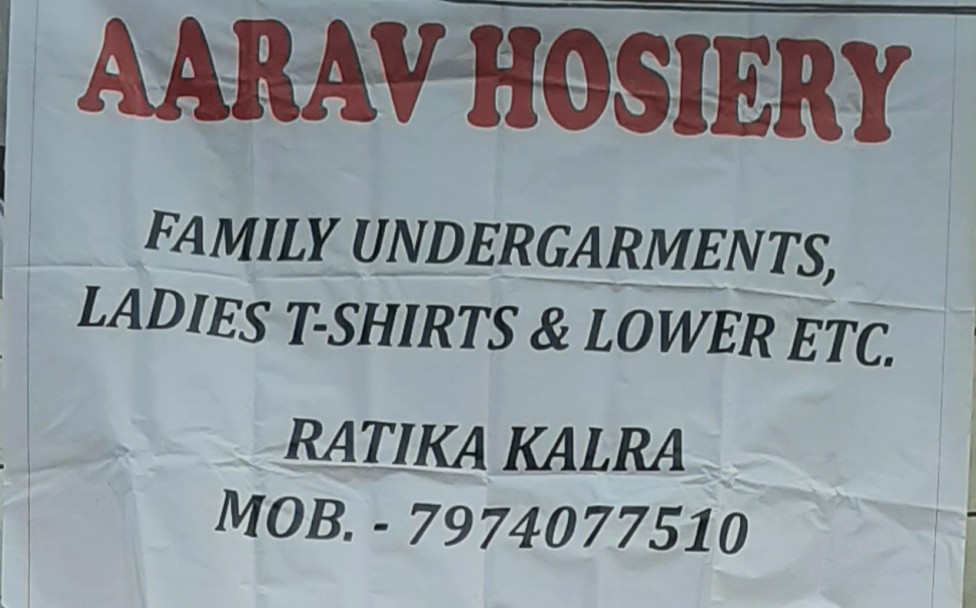 AARAV HOSIERY
FAMILY UNDERGARMENTS,
LADIES T-SHIRTS & LOWER ETC.
RATIKA KALRA
MOB. - 7974077510